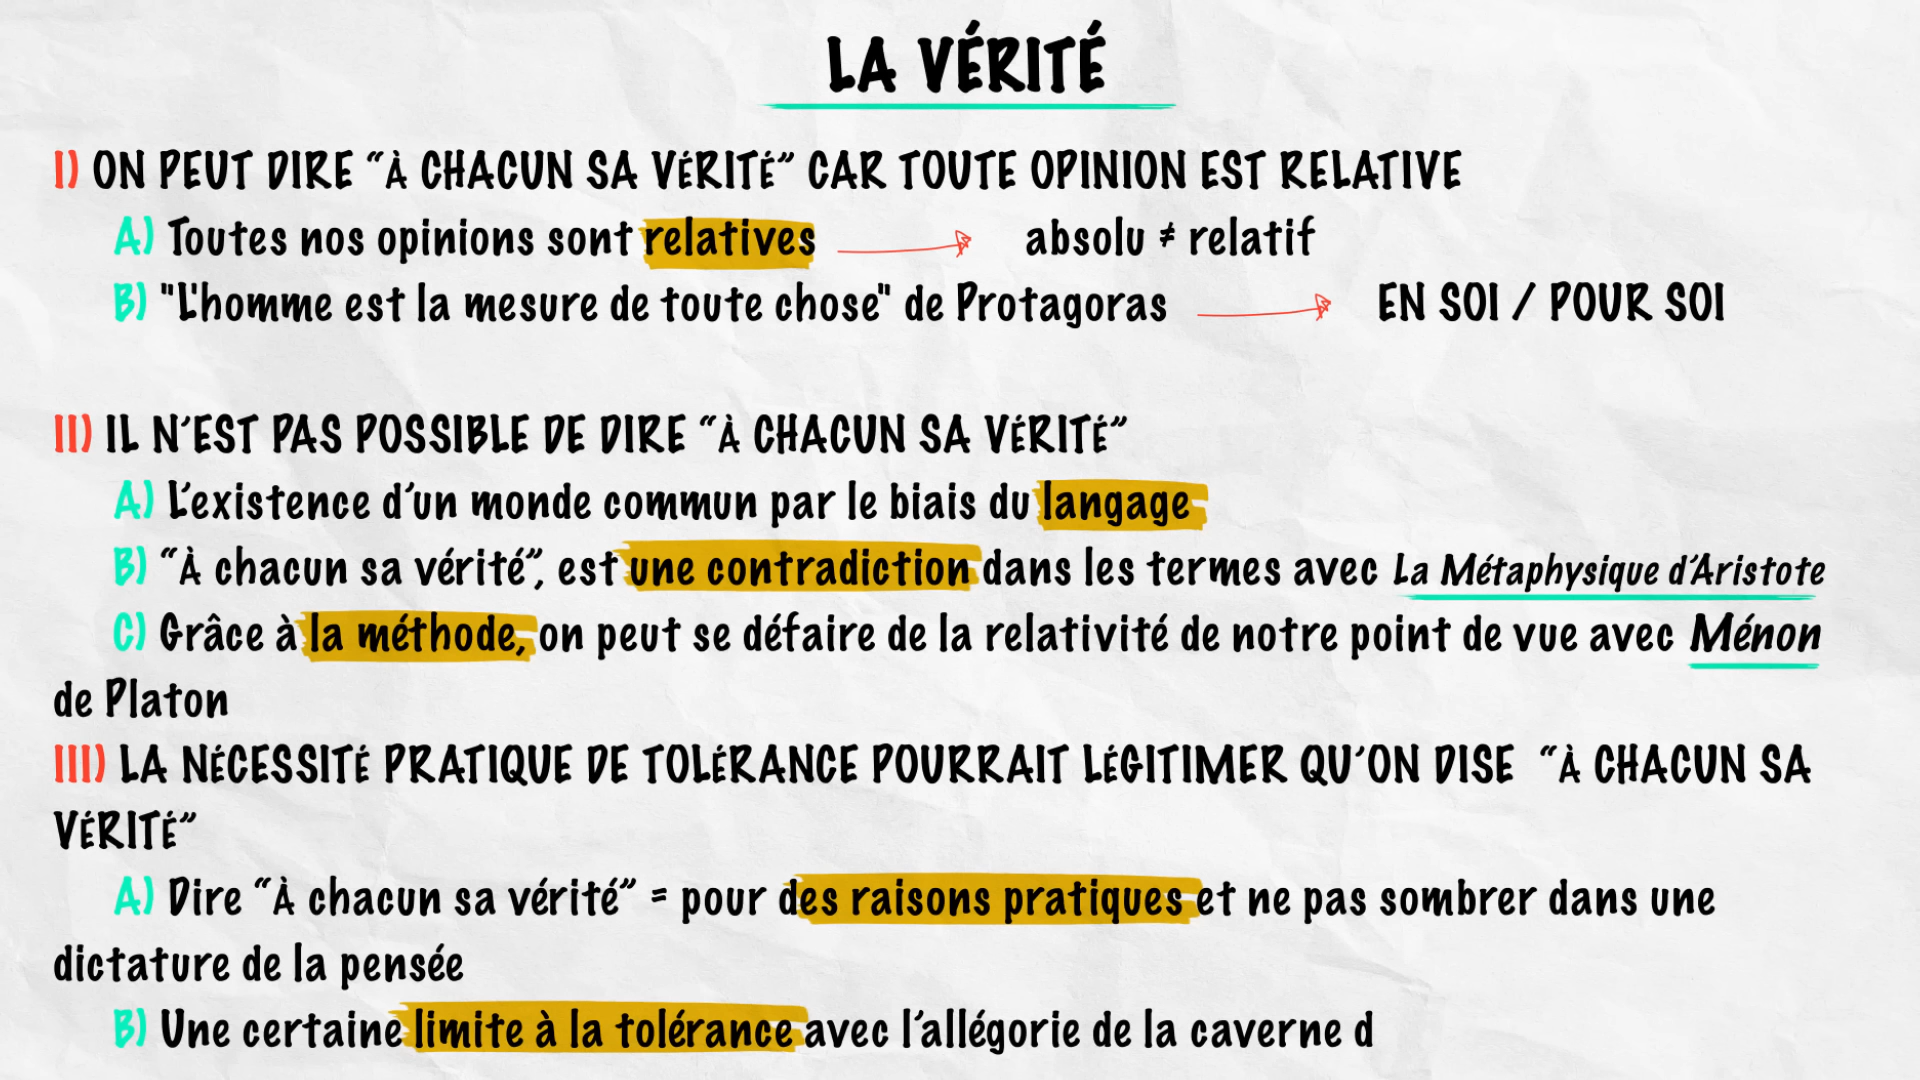 LA VÉRITÉ
I) ON PEUT DIRE “À CHACUN SA VÉRITÉ” CAR TOUTE OPINION EST RELATIVE
A) Toutes nos opinions sont relatives absolu ≠ relatif
B) "L'homme est la mesure de toute chose" de Protagoras EN SOI / POUR SOI
II) IL N’EST PAS POSSIBLE DE DIRE “À CHACUN SA VÉRITÉ”
A) L’existence d’un monde commun par le biais du langage
B) “À chacun sa vérité”, est une contradiction dans les termes avec La Métaphysique d’Aristote
C) Grâce à la méthode, on peut se défaire de la relativité de notre point de vue avec Ménon
de Platon
III) LA NÉCESSITÉ PRATIQUE DE TOLÉRANCE POURRAIT LÉGITIMER QU’ON DISE “À CHACUN SA
VÉRITÉ”
A) Dire “À chacun sa vérité” = pour des raisons pratiques et ne pas sombrer dans une
dictature de la pensée
B) Une certaine limite à la tolérance avec l’allégorie de la caverne d